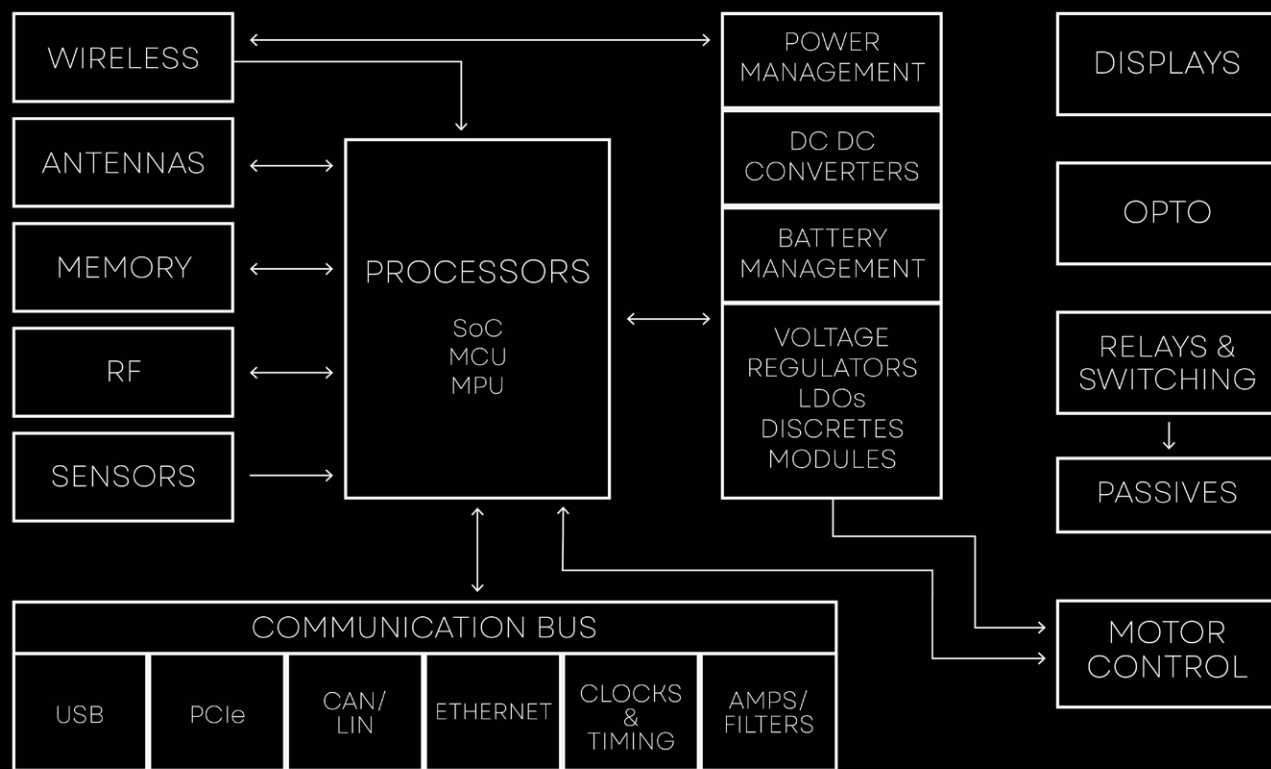 WIRELESS
ANTENNAS
MEMORY
RF
SENSORS
PROCESSORS
SoC
MCU
MPU
POWER
MANAGEMENT
DC DC
CONVERTERS
BATTERY
MANAGEMENT
VOLTAGE
REGULATORS
LDOs
DISCRETES
MODULES
DISPLAYS
OPTO
RELAYS &
SWITCHING
PASSIVES
MOTOR
CONTROL
COMMUNICATION BUS
USB
PCIe
CAN/
LIN
ETHERNET
CLOCKS
&
TIMING
AMPS/
FILTERS